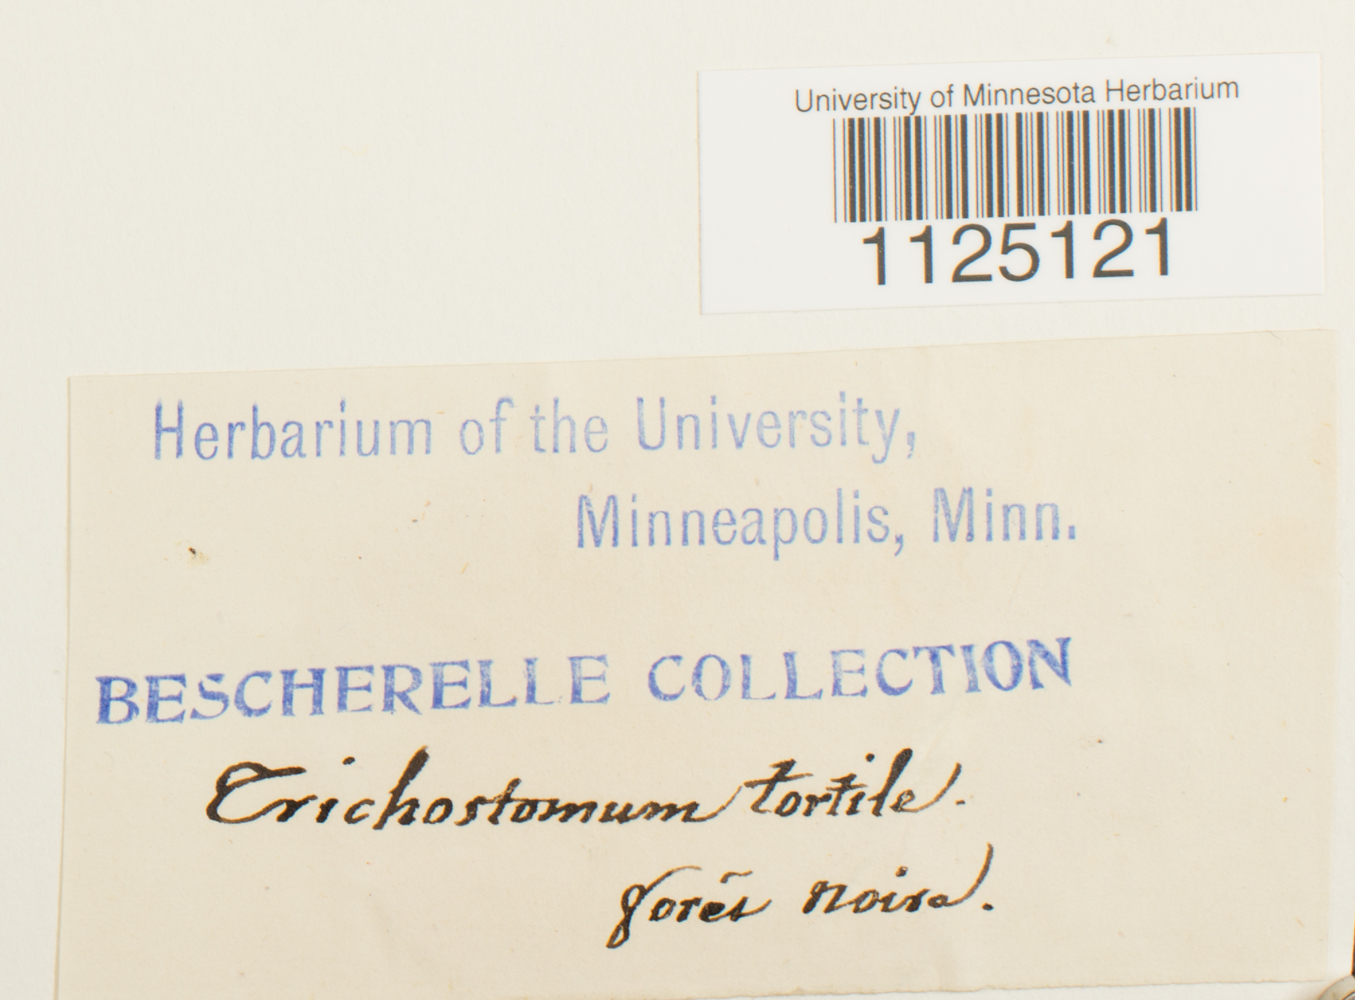 University of Minnesota Herbarium
1125121
Herbarium of the University,
Minneapolis, Minn.
BESCHERELLE COLLECTION
Trichostomum tortile.
forêt noire.